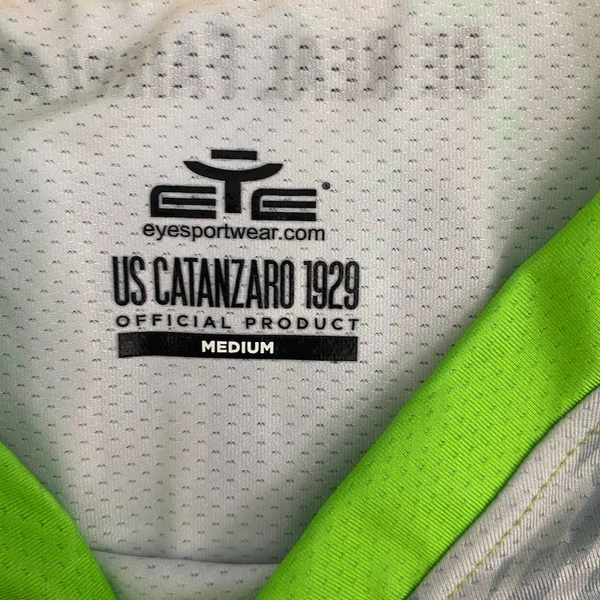 EYE®
eyesportwear.com
US CATANZARO 1929
OFFICIAL PRODUCT
MEDIUM